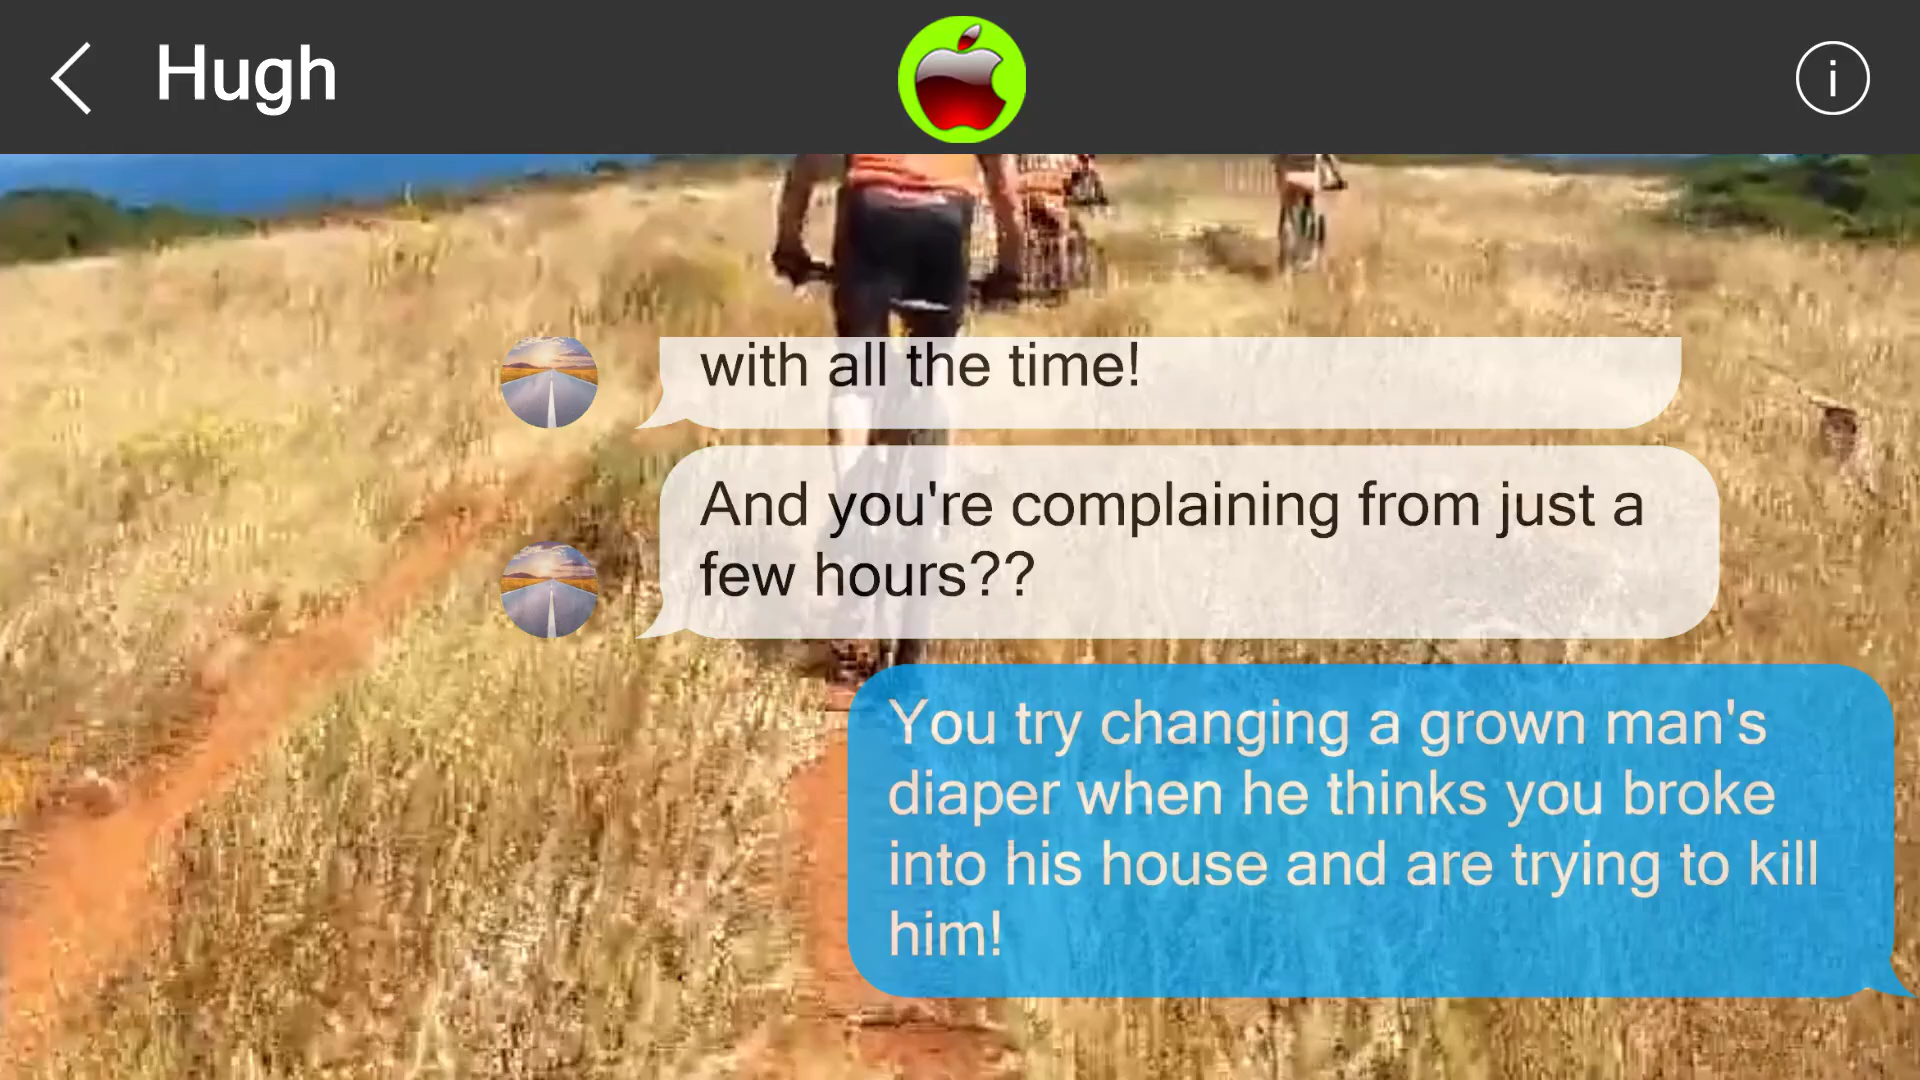 Hugh
i
with all the time!
And you're complaining from just a
few hours??
You try changing a grown man's
diaper when he thinks you broke
into his house and are trying to kill
him!